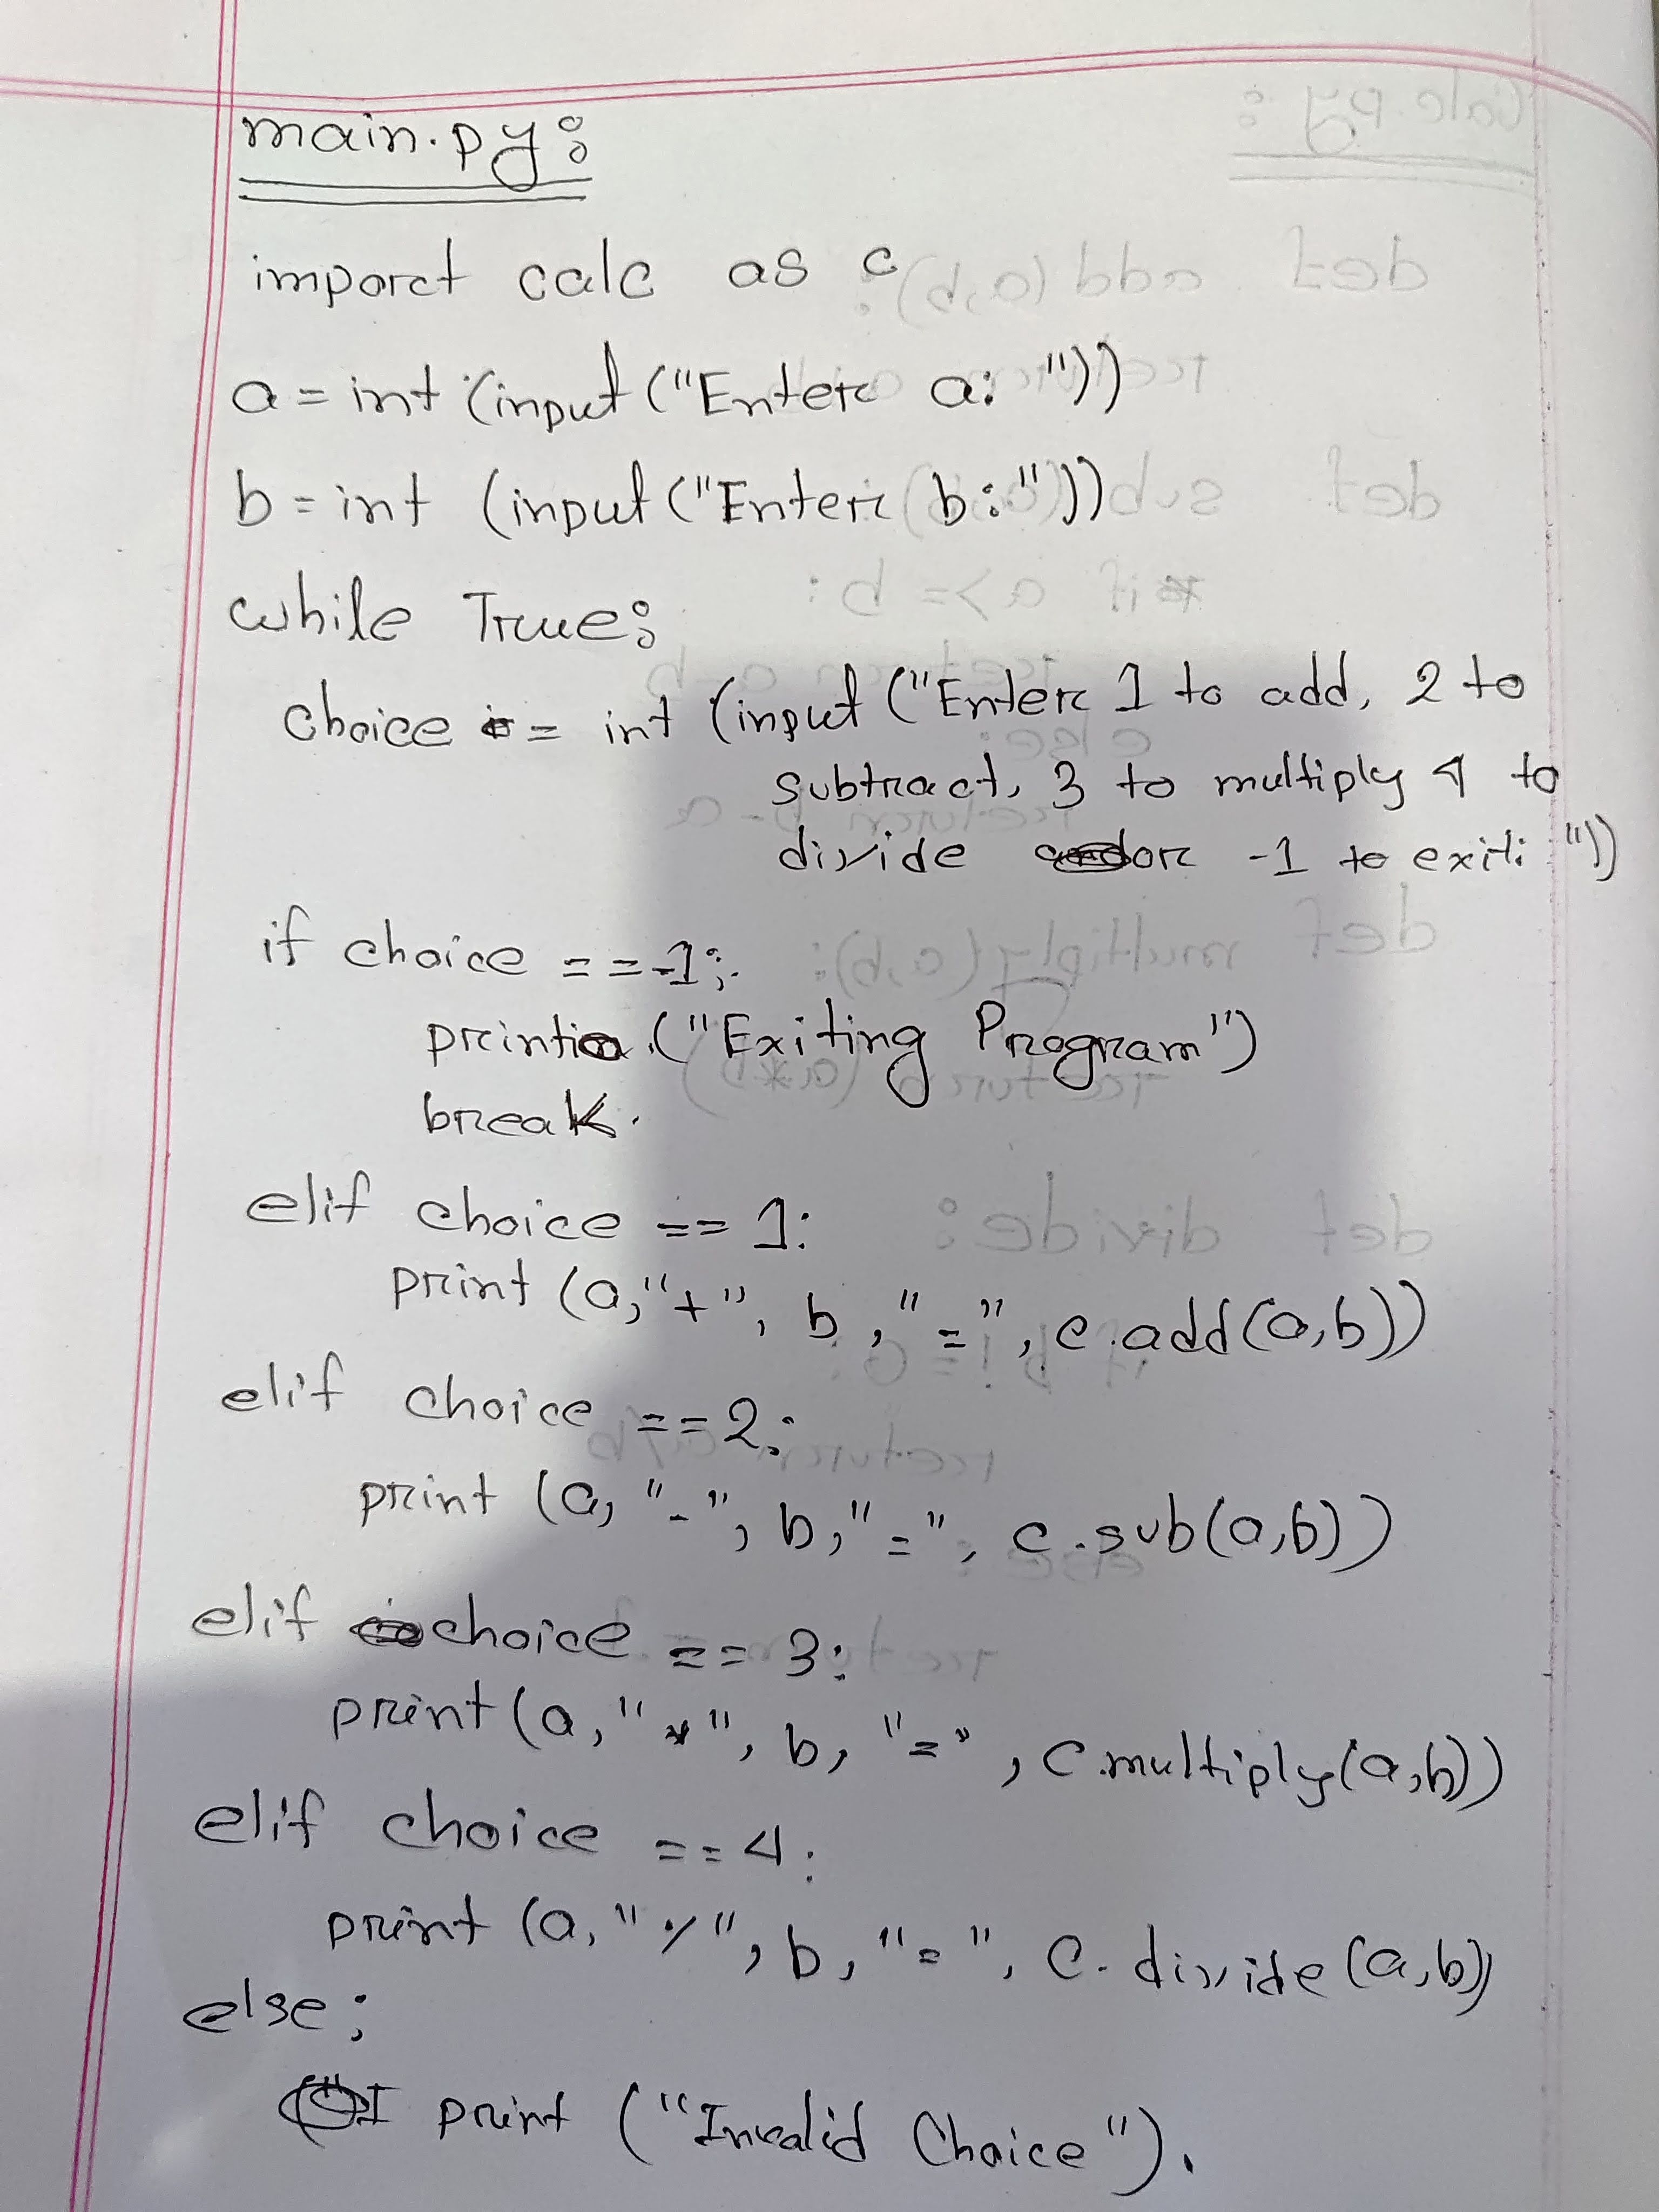 main.py:
import calc as c
a = int (input ("Enter a: "))
b = int (input ("Enter b:"))
while True:
choice = int (input ("Enter 1 to add, 2 to
subtract, 3 to multiply 4 to
divide or -1 to exit: "))
if choice == -1:
print ("Exiting Program")
break.
elif choice == 1:
print (a, "+", b, "=", c.add(a,b))
elif choice == 2:
print (a, "-", b, "=", c.sub(a,b))
elif choice == 3:
print (a, "*", b, "=", c.multiply(a,b))
elif choice == 4:
print (a, "/", b, "=", c.divide (a,b))
else:
print ("Invalid Choice").